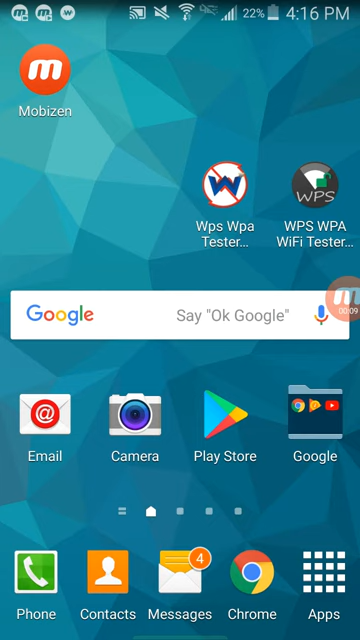 22% 4:16 PM
Mobizen
Wps Wpa
Tester...
WPS
WPS WPA
WiFi Tester...
Google
Say "Ok Google"
00:09
Email
Camera
Play Store
Google
4
Phone
Contacts
Messages
Chrome
Apps